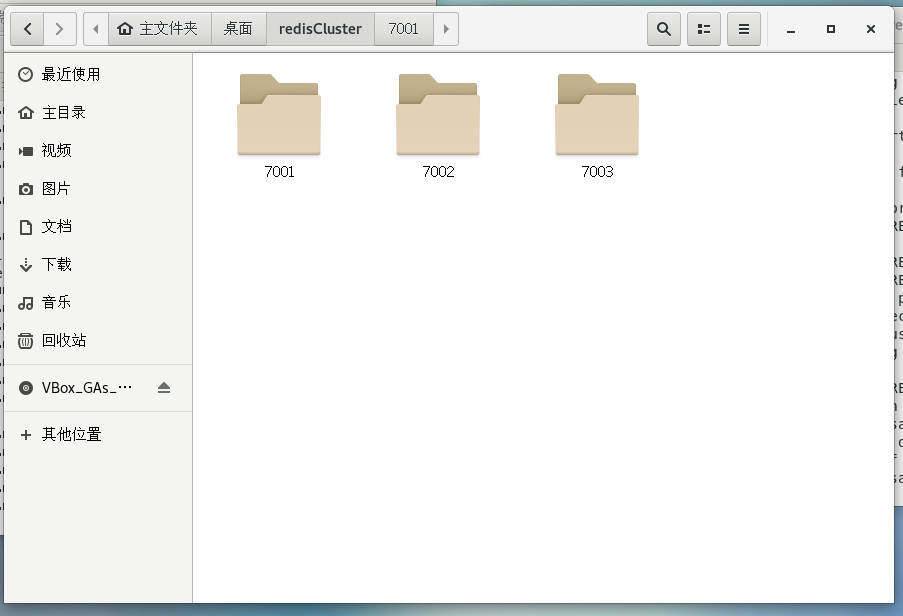 主文件夹 桌面 redisCluster 7001
最近使用
主目录
视频
图片
文档
下载
音乐
回收站
VBox_GAs_…
其他位置
7001 7002 7003